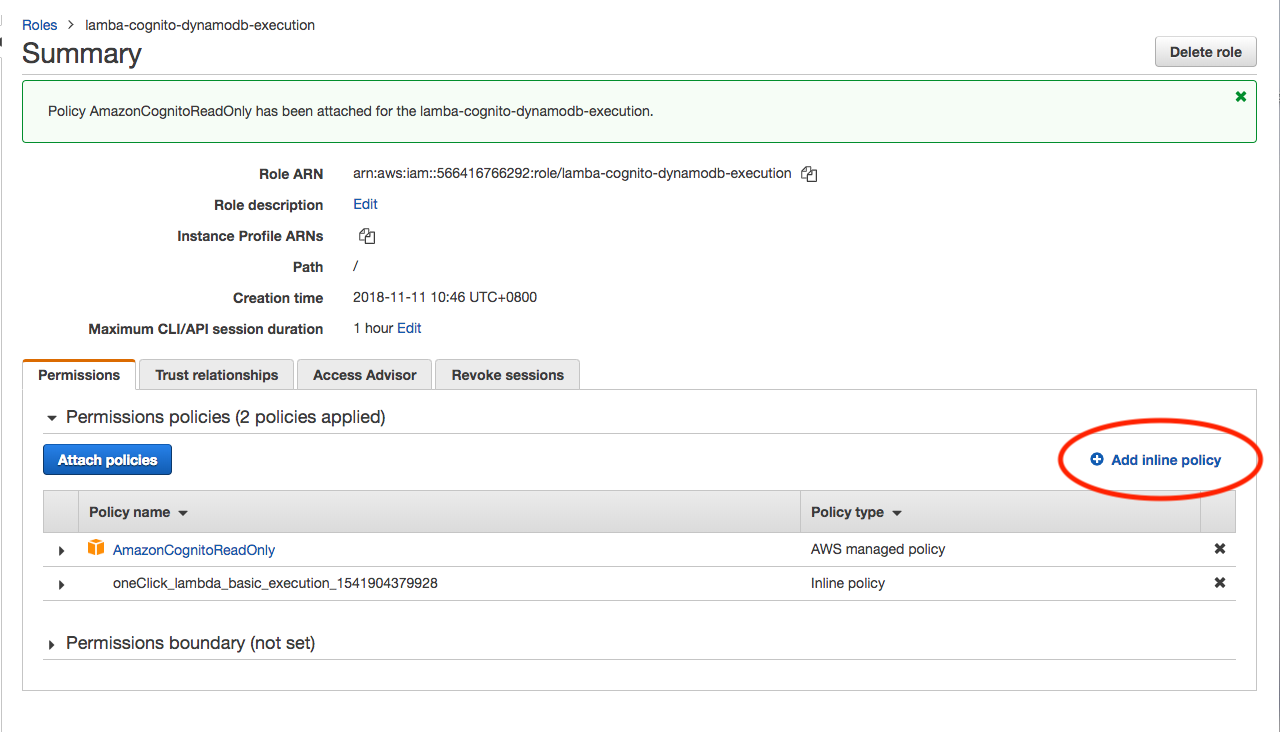 Roles > lamba-cognito-dynamodb-execution
Summary
Delete role
Policy AmazonCognitoReadOnly has been attached for the lamba-cognito-dynamodb-execution.
Role ARN arn:aws:iam::566416766292:role/lamba-cognito-dynamodb-execution
Role description Edit
Instance Profile ARNs
Path /
Creation time 2018-11-11 10:46 UTC+0800
Maximum CLI/API session duration 1 hour Edit
Permissions Trust relationships Access Advisor Revoke sessions
Permissions policies (2 policies applied)
Attach policies Add inline policy
Policy name Policy type
AmazonCognitoReadOnly AWS managed policy
oneClick_lambda_basic_execution_1541904379928 Inline policy
Permissions boundary (not set)